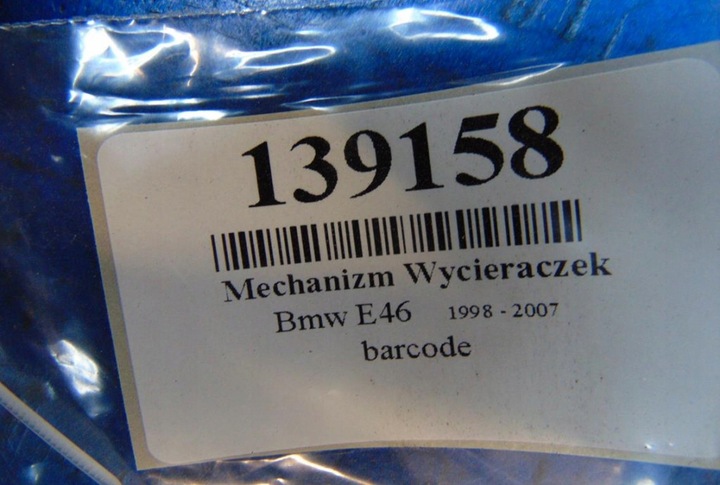 139158
Mechanizm Wycieraczek
Bmw E46 1998 - 2007
barcode